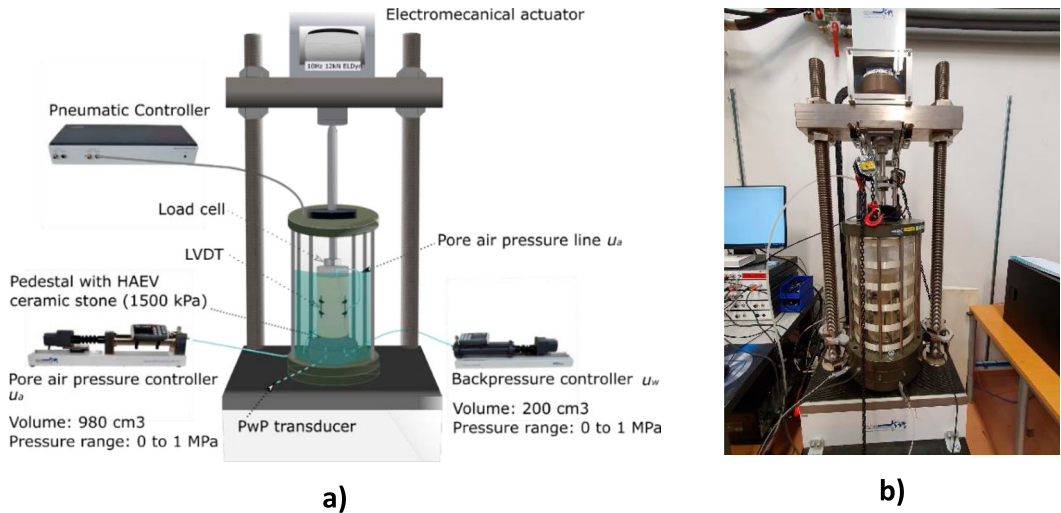 Electromecanical actuator
10Hz 12kN ELDyn
Pneumatic Controller
Load cell
Pore air pressure line uₐ
LVDT
Pedestal with HAEV
ceramic stone (1500 kPa)
Pore air pressure controller
uₐ
Volume: 980 cm3
Pressure range: 0 to 1 MPa
PwP transducer
Backpressure controller u_w
Volume: 200 cm3
Pressure range: 0 to 1 MPa
a)
b)